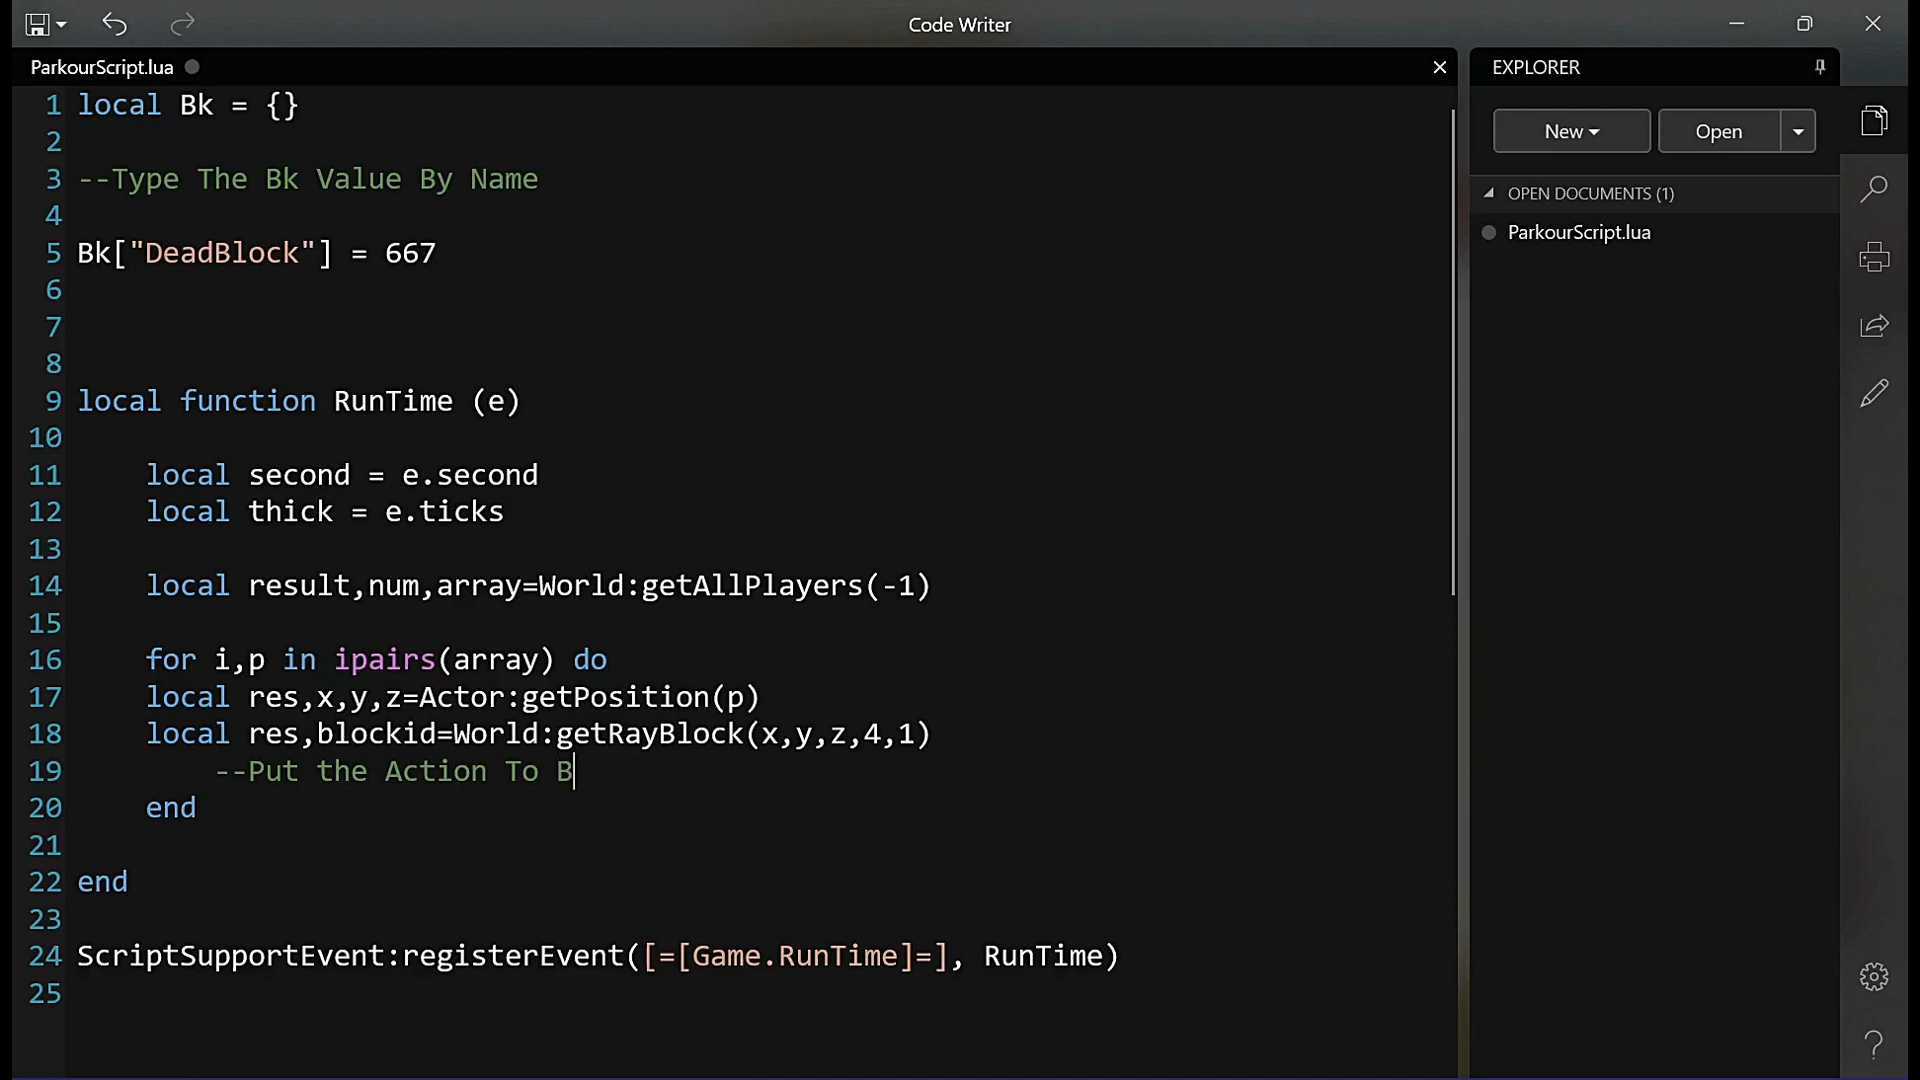 Code Writer
ParkourScript.lua
1 local Bk = {}
2
3 --Type The Bk Value By Name
4
5 Bk["DeadBlock"] = 667
6
7
8
9 local function RunTime (e)
10
11 local second = e.second
12 local thick = e.ticks
13
14 local result,num,array=World:getAllPlayers(-1)
15
16 for i,p in ipairs(array) do
17 local res,x,y,z=Actor:getPosition(p)
18 local res,blockid=World:getRayBlock(x,y,z,4,1)
19 --Put the Action To B
20 end
21
22 end
23
24 ScriptSupportEvent:registerEvent([=[Game.RunTime]=], RunTime)
25
EXPLORER
New
Open
OPEN DOCUMENTS (1)
ParkourScript.lua